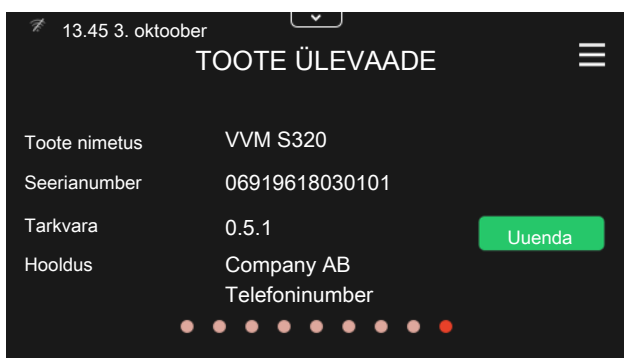 13.45 3. oktoober
TOOTE ÜLEVAADE
Toote nimetus VVM S320
Seerianumber 06919618030101
Tarkvara 0.5.1 Uuenda
Hooldus Company AB
Telefoninumber